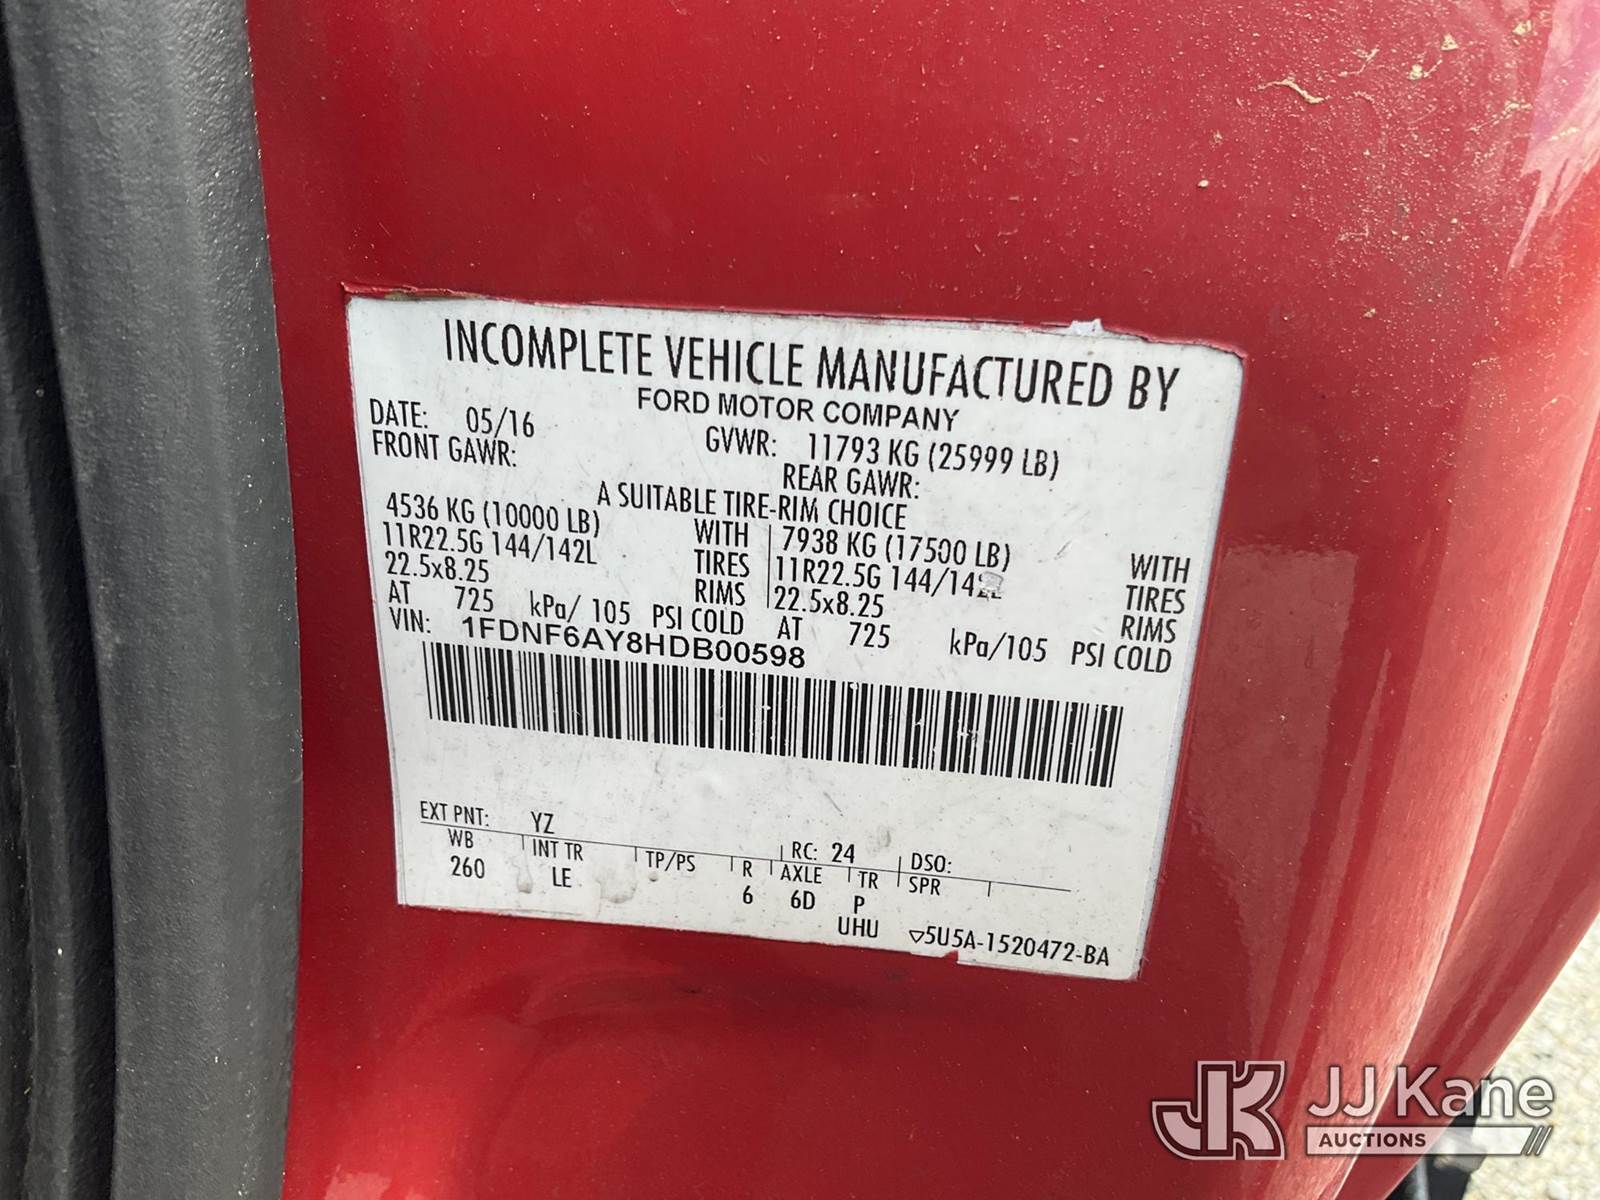 INCOMPLETE VEHICLE MANUFACTURED BY
FORD MOTOR COMPANY
DATE: 05/16 GVWR: 11793 KG (25999 LB)
FRONT GAWR: REAR GAWR:
A SUITABLE TIRE-RIM CHOICE
4536 KG (10000 LB) WITH 7938 KG (17500 LB) WITH
11R22.5G 144/142L TIRES 11R22.5G TIRES
22.5x8.25 RIMS 22.5x8.25 RIMS
AT 725 kPa/ 105 PSI COLD AT 725 kPa/105 PSI COLD
VIN: 1FDNF6AY8HDB00598
EXT PNT: YZ RC: 24 DSO:
WB INT TR TP/PS R AXLE TR SPR
260 LE 6 6D P
UHU ▽5U5A-1520472-BA
JK JJ Kane
AUCTIONS